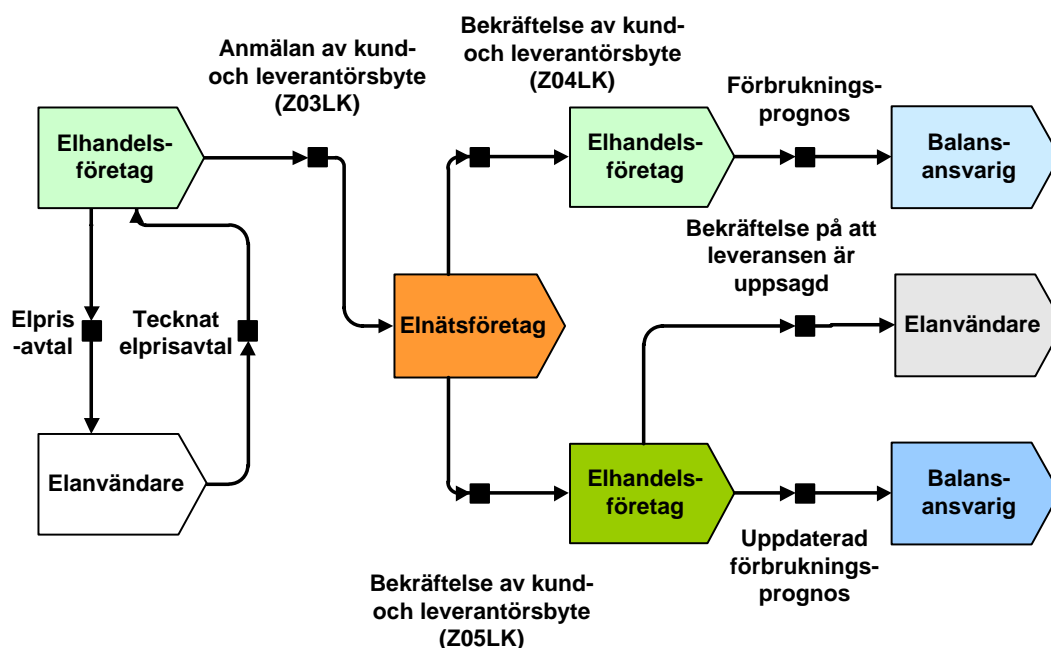 Anmälan av kund-
och leverantörsbyte
(Z03LK)
Bekräftelse av kund-
och leverantörsbyte
(Z04LK)
Förbruknings-
prognos
Elhandels-
företag
Elhandels-
företag
Balans-
ansvarig
Bekräftelse på att
leveransen är
uppsagd
Elpris
-avtal
Tecknat
elprisavtal
Elnätsföretag
Elanvändare
Elanvändare
Elhandels-
företag
Balans-
ansvarig
Bekräftelse av kund-
och leverantörsbyte
(Z05LK)
Uppdaterad
förbruknings-
prognos